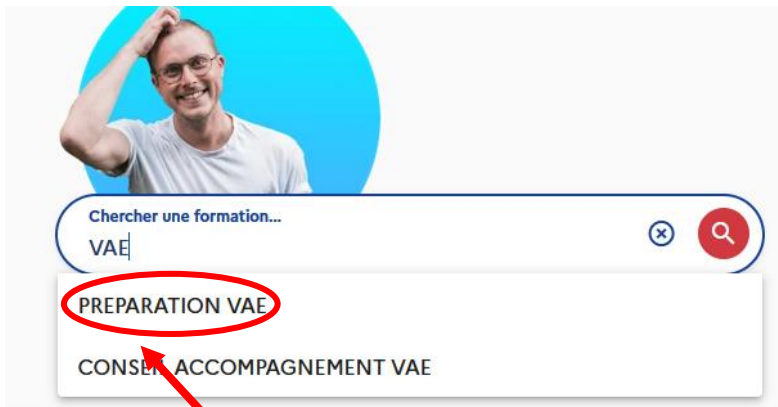 Chercher une formation...
VAE
PREPARATION VAE
CONSEIL ACCOMPAGNEMENT VAE